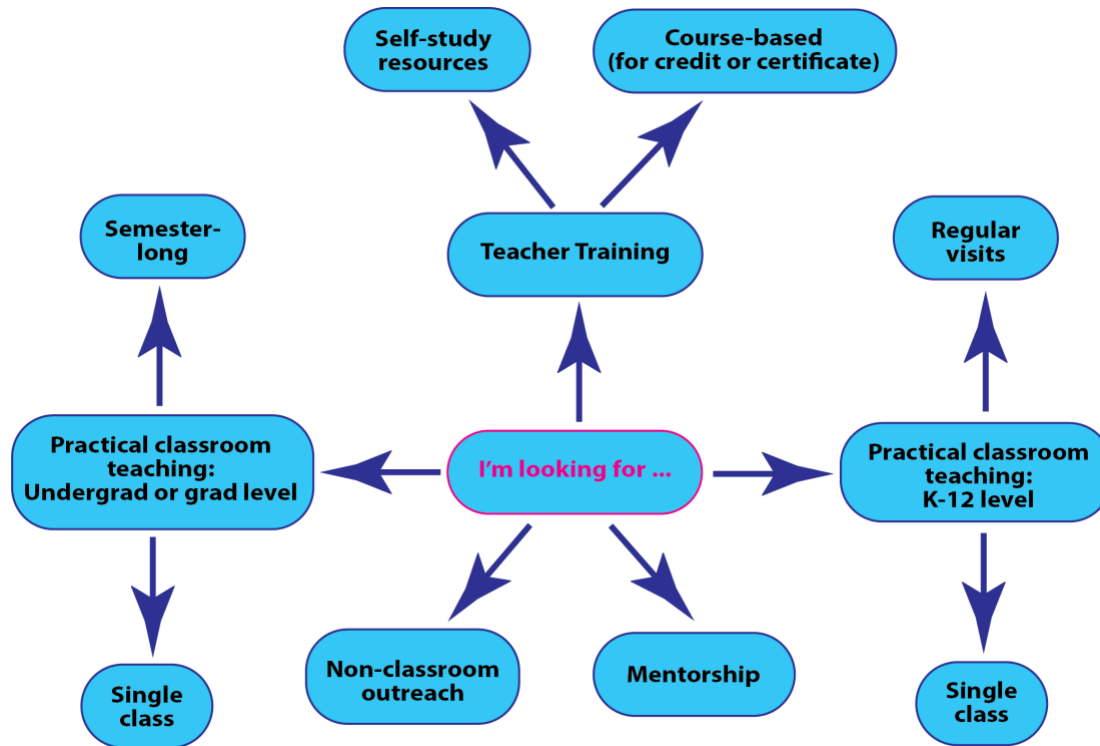 Self-study
resources
Course-based
(for credit or certificate)
Semester-
long
Teacher Training
Regular
visits
Practical classroom
teaching:
Undergrad or grad level
I'm looking for ...
Practical classroom
teaching:
K-12 level
Non-classroom
outreach
Mentorship
Single
class
Single
class